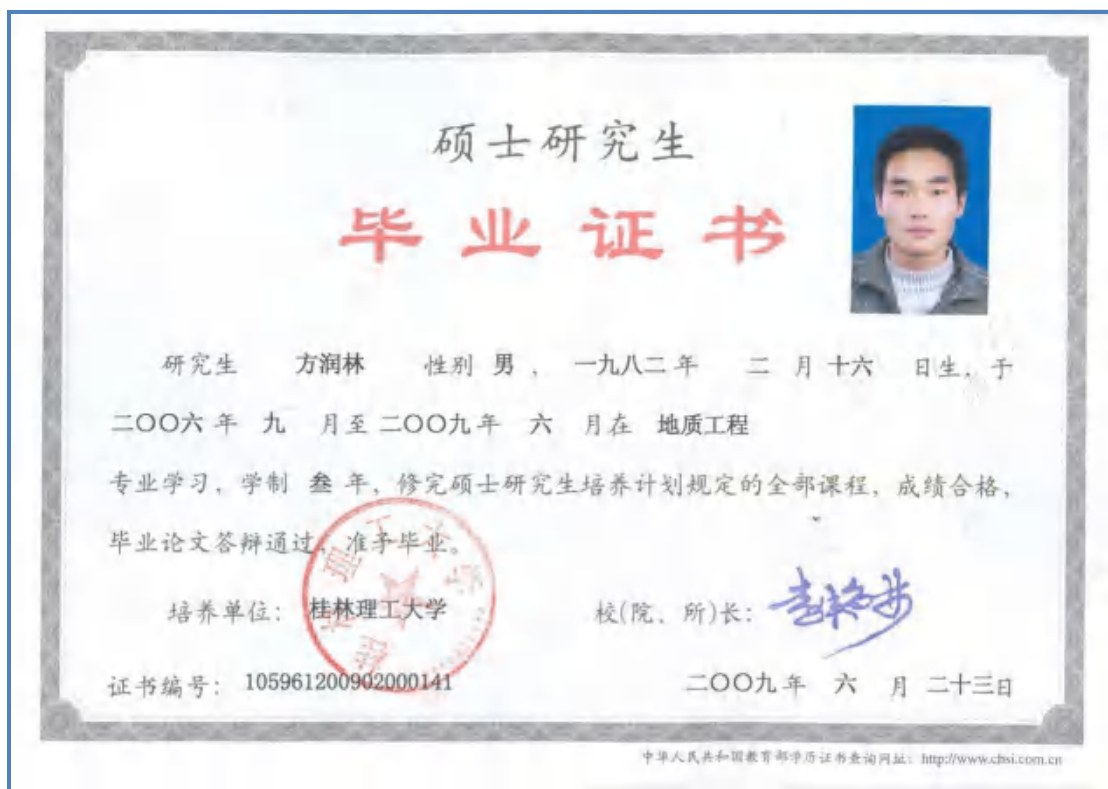 硕士研究生
毕业证书
研究生 方润林 性别 男 ， 一九八二 年 二 月 十六 日生，于
二〇〇六 年 九 月至 二〇〇九 年 六 月在 地质工程
专业学习，学制 叁 年，修完硕士研究生培养计划规定的全部课程，成绩合格，
毕业论文答辩通过，准予毕业。
培养单位： 桂林理工大学 校(院、所)长：
证书编号： 105961200902000141 二〇〇九 年 六 月 二十三日
中华人民共和国教育部学历证书查询网址：http://www.chsi.com.cn